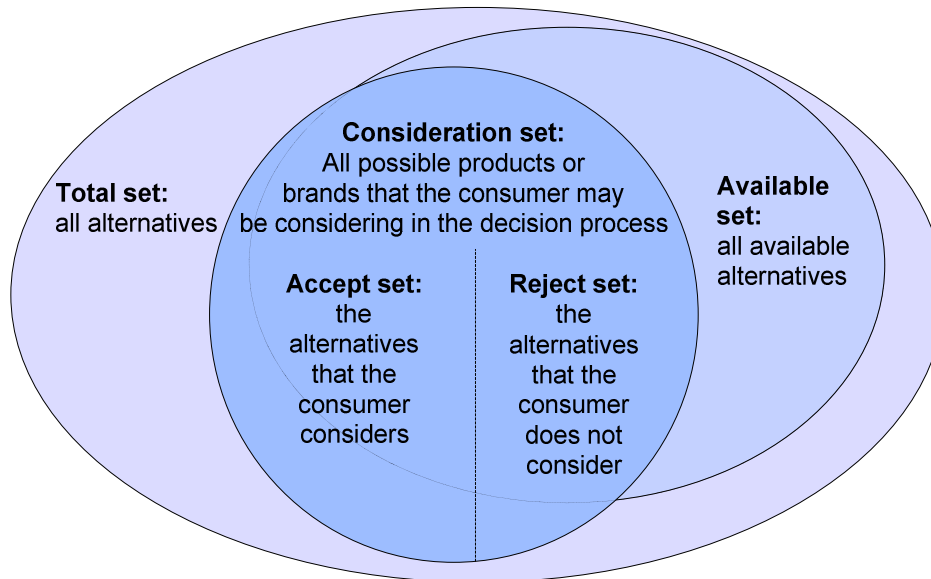 Consideration set:
All possible products or
brands that the consumer may
be considering in the decision process
Total set:
all alternatives
Available
set:
all available
alternatives
Accept set:
the
alternatives
that the
consumer
considers
Reject set:
the
alternatives
that the
consumer
does not
consider